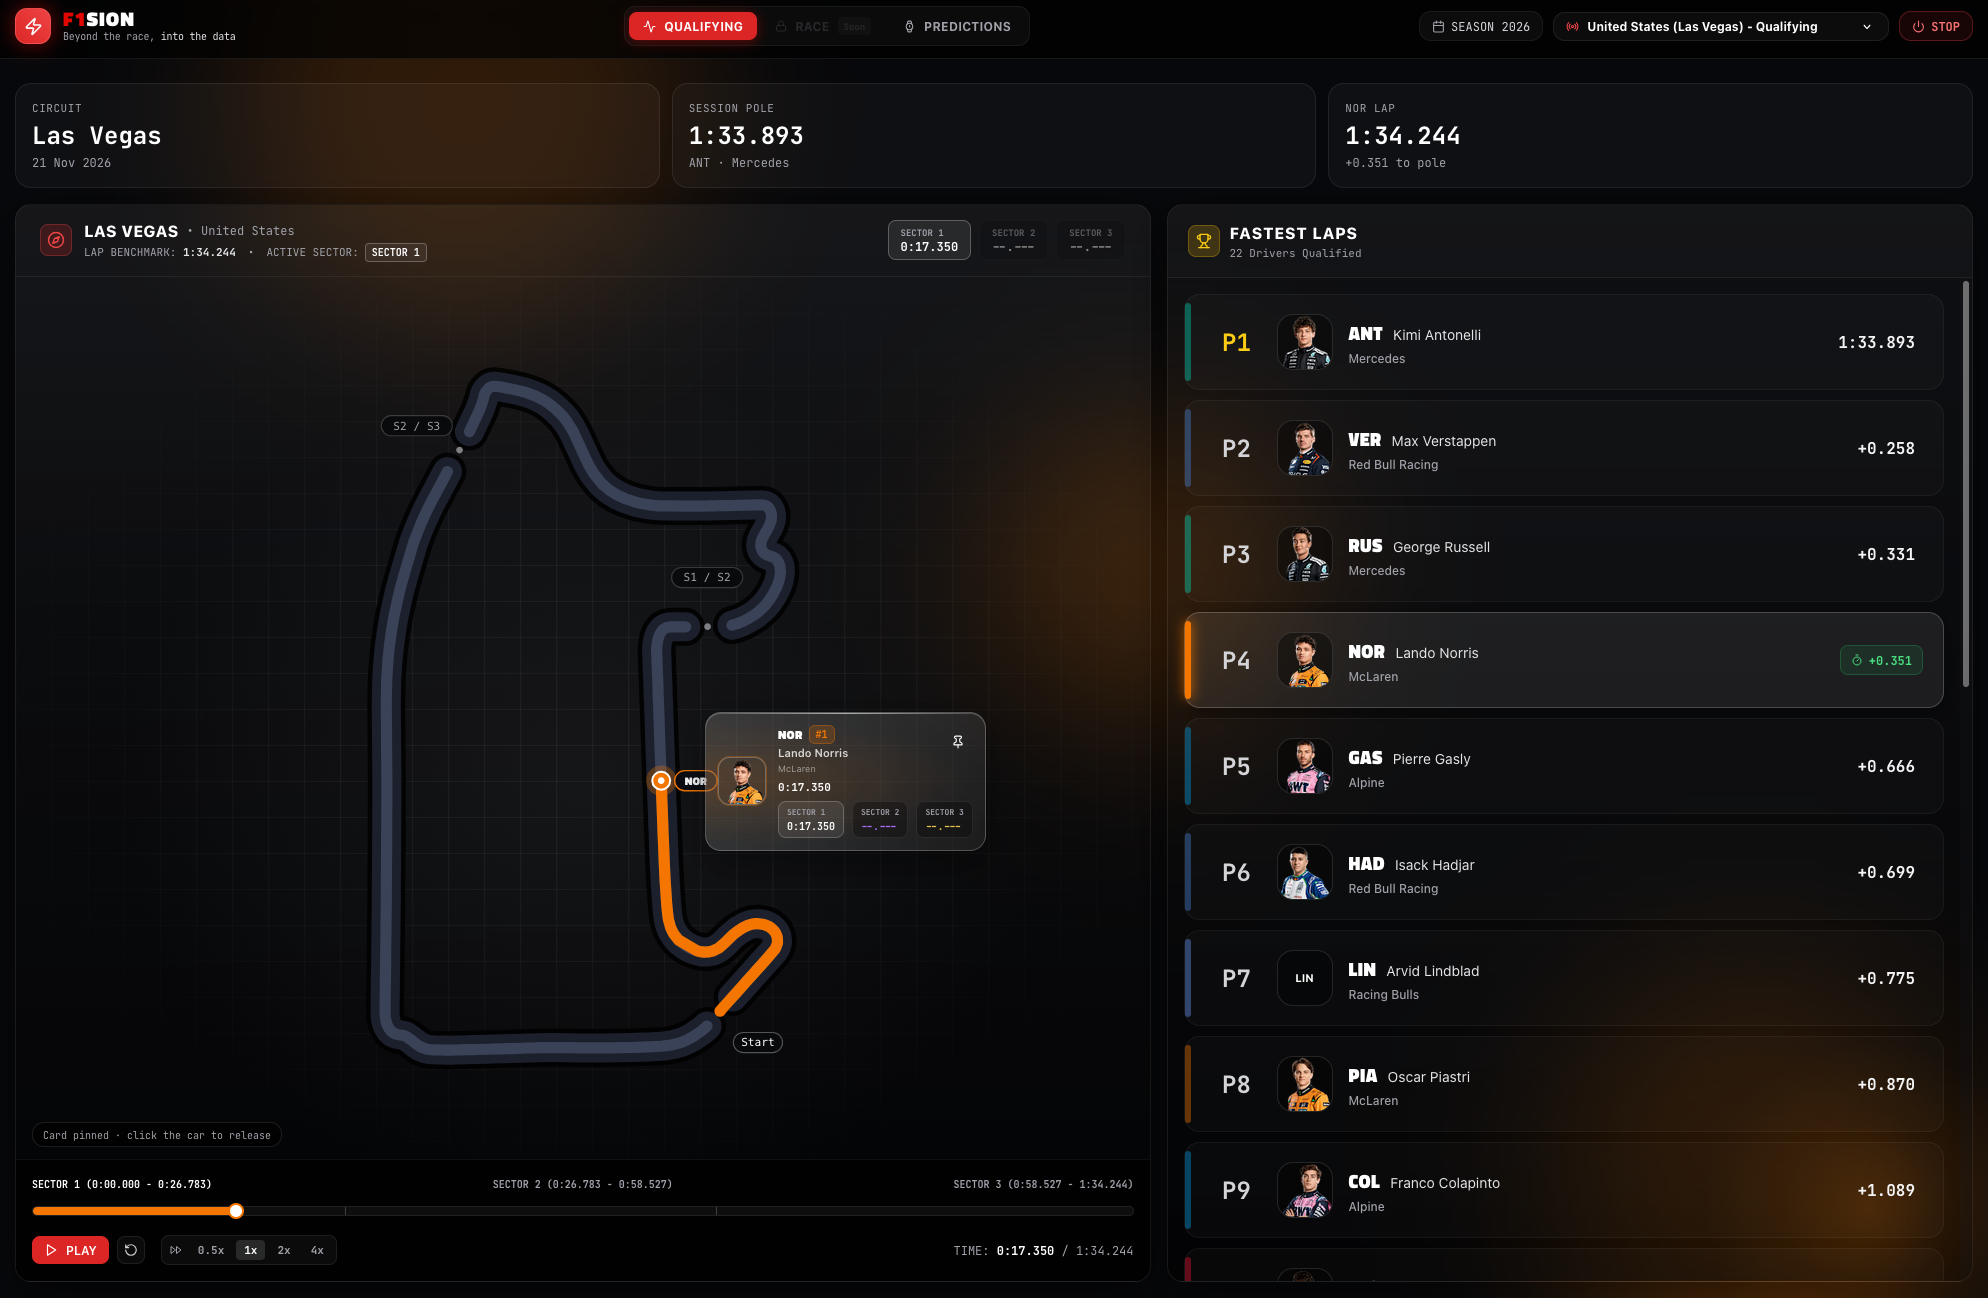 F1SION
Beyond the race, into the data
QUALIFYING
RACE Soon
PREDICTIONS
SEASON 2026
United States (Las Vegas) - Qualifying
STOP
CIRCUIT
Las Vegas
21 Nov 2026
SESSION POLE
1:33.893
ANT · Mercedes
NOR LAP
1:34.244
+0.351 to pole
LAS VEGAS • United States
LAP BENCHMARK: 1:34.244 • ACTIVE SECTOR: SECTOR 1
SECTOR 1
0:17.350
SECTOR 2
--.---
SECTOR 3
--.---
S2 / S3
S1 / S2
NOR
NOR #1
Lando Norris
McLaren
0:17.350
SECTOR 1
0:17.350
SECTOR 2
--.---
SECTOR 3
--.---
Start
Card pinned · click the car to release
SECTOR 1 (0:00.000 - 0:26.783)
SECTOR 2 (0:26.783 - 0:58.527)
SECTOR 3 (0:58.527 - 1:34.244)
PLAY
0.5x 1x 2x 4x
TIME: 0:17.350 / 1:34.244
FASTEST LAPS
22 Drivers Qualified
P1
ANT Kimi Antonelli
Mercedes
1:33.893
P2
VER Max Verstappen
Red Bull Racing
+0.258
P3
RUS George Russell
Mercedes
+0.331
P4
NOR Lando Norris
McLaren
+0.351
P5
GAS Pierre Gasly
Alpine
+0.666
P6
HAD Isack Hadjar
Red Bull Racing
+0.699
P7
LIN
LIN Arvid Lindblad
Racing Bulls
+0.775
P8
PIA Oscar Piastri
McLaren
+0.870
P9
COL Franco Colapinto
Alpine
+1.089